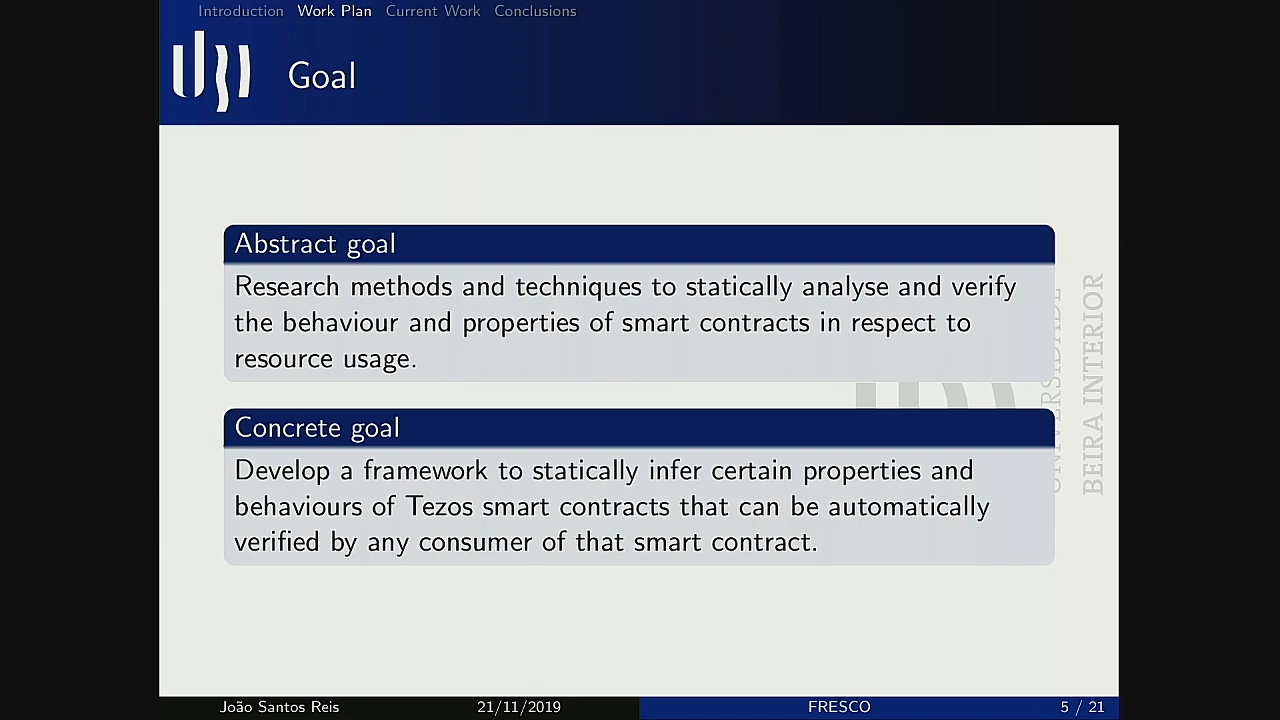 Introduction Work Plan Current Work Conclusions
ubi
Goal
Abstract goal
Research methods and techniques to statically analyse and verify
the behaviour and properties of smart contracts in respect to
resource usage.
Concrete goal
Develop a framework to statically infer certain properties and
behaviours of Tezos smart contracts that can be automatically
verified by any consumer of that smart contract.
UNIVERSIDADE
BEIRA INTERIOR
João Santos Reis 21/11/2019 FRESCO 5 / 21